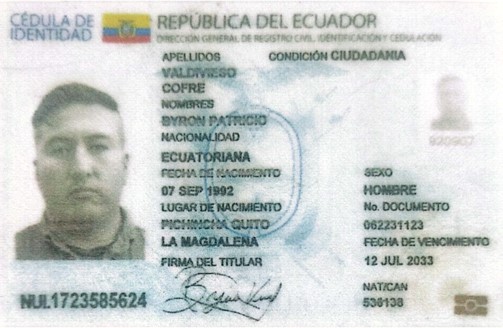 CÉDULA DE IDENTIDAD
REPÚBLICA DEL ECUADOR
DIRECCIÓN GENERAL DE REGISTRO CIVIL, IDENTIFICACIÓN Y CEDULACIÓN
APELLIDOS
CONDICIÓN CIUDADANÍA
VALDIVIESO
COFRE
NOMBRES
BYRON PATRICIO
NACIONALIDAD
ECUATORIANA
FECHA DE NACIMIENTO
07 SEP 1992
LUGAR DE NACIMIENTO
PICHINCHA QUITO
LA MAGDALENA
FIRMA DEL TITULAR
SEXO
HOMBRE
No. DOCUMENTO
062231123
FECHA DE VENCIMIENTO
12 JUL 2033
NAT/CAN
536138
920907
NUI.1723585624